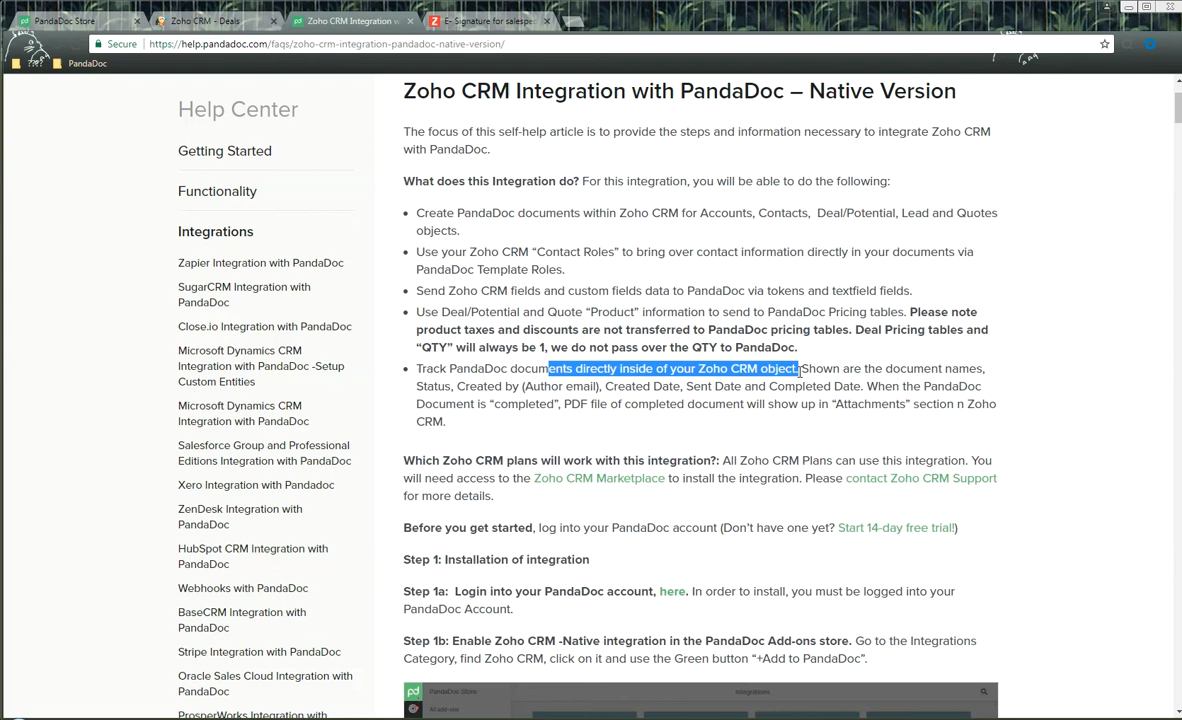 PandaDoc Store
Zoho CRM - Deals
Zoho CRM Integration w
E- Signature for salespe
Secure https://help.pandadoc.com/faqs/zoho-crm-integration-pandadoc-native-version/
PandaDoc
Help Center
Getting Started
Functionality
Integrations
Zapier Integration with PandaDoc
SugarCRM Integration with
PandaDoc
Close.io Integration with PandaDoc
Microsoft Dynamics CRM
Integration with PandaDoc -Setup
Custom Entities
Microsoft Dynamics CRM
Integration with PandaDoc
Salesforce Group and Professional
Editions Integration with PandaDoc
Xero Integration with Pandadoc
ZenDesk Integration with
PandaDoc
HubSpot CRM Integration with
PandaDoc
Webhooks with PandaDoc
BaseCRM Integration with
PandaDoc
Stripe Integration with PandaDoc
Oracle Sales Cloud Integration with
PandaDoc
ProsperWorks Integration with
Zoho CRM Integration with PandaDoc – Native Version
The focus of this self-help article is to provide the steps and information necessary to integrate Zoho CRM
with PandaDoc.
What does this Integration do? For this integration, you will be able to do the following:
• Create PandaDoc documents within Zoho CRM for Accounts, Contacts, Deal/Potential, Lead and Quotes
objects.
• Use your Zoho CRM “Contact Roles” to bring over contact information directly in your documents via
PandaDoc Template Roles.
• Send Zoho CRM fields and custom fields data to PandaDoc via tokens and textfield fields.
• Use Deal/Potential and Quote “Product” information to send to PandaDoc Pricing tables. Please note
product taxes and discounts are not transferred to PandaDoc pricing tables. Deal Pricing tables and
“QTY” will always be 1, we do not pass over the QTY to PandaDoc.
• Track PandaDoc documents directly inside of your Zoho CRM object. Shown are the document names,
Status, Created by (Author email), Created Date, Sent Date and Completed Date. When the PandaDoc
Document is “completed”, PDF file of completed document will show up in “Attachments” section n Zoho
CRM.
Which Zoho CRM plans will work with this integration?: All Zoho CRM Plans can use this integration. You
will need access to the Zoho CRM Marketplace to install the integration. Please contact Zoho CRM Support
for more details.
Before you get started, log into your PandaDoc account (Don’t have one yet? Start 14-day free trial!)
Step 1: Installation of integration
Step 1a: Login into your PandaDoc account, here. In order to install, you must be logged into your
PandaDoc Account.
Step 1b: Enable Zoho CRM -Native integration in the PandaDoc Add-ons store. Go to the Integrations
Category, find Zoho CRM, click on it and use the Green button “+Add to PandaDoc”.
pd PandaDoc Store Integrations
All add-ons